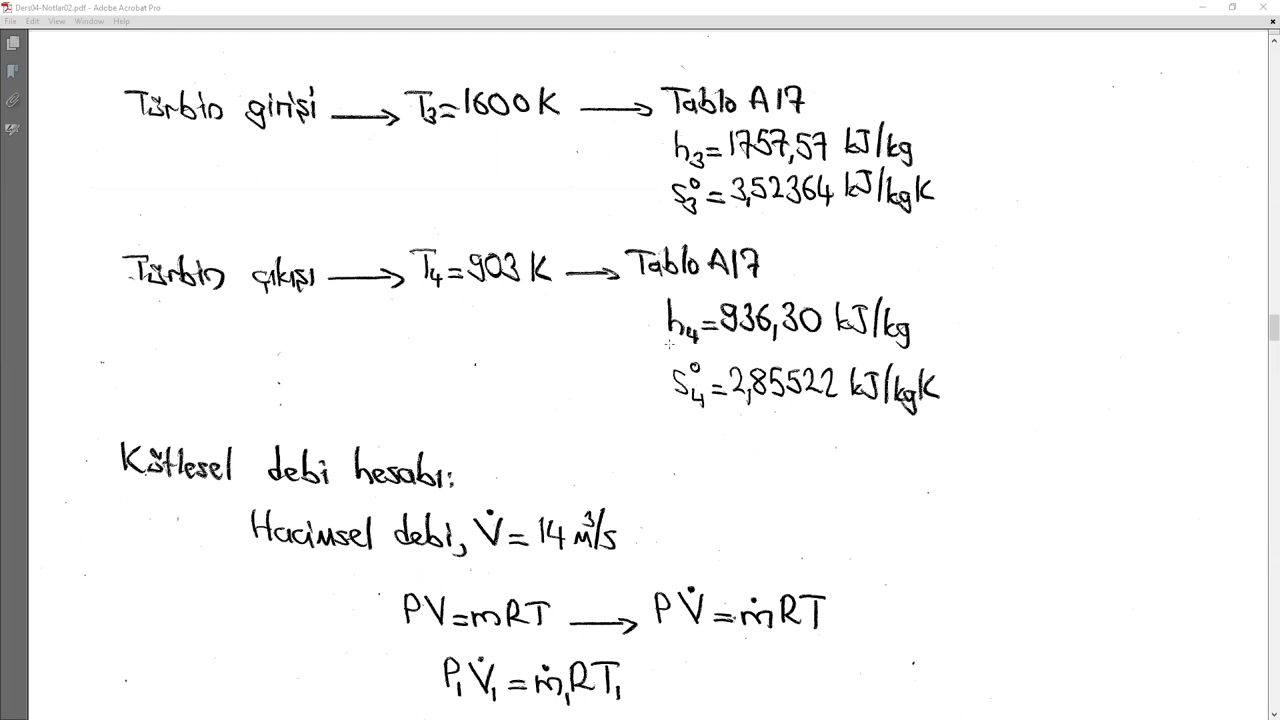 Ders04-Notlar02.pdf - Adobe Acrobat Pro
File Edit View Window Help
Türbin girişi → T₃=1600 K → Tablo A17
h₃=1757,57 kJ/kg
s₃⁰=3,52364 kJ/kgK
Türbin çıkışı → T₄=903 K → Tablo A17
h₄=936,30 kJ/kg
s₄⁰=2,85522 kJ/kgK
Kütlesel debi hesabı:
Hacimsel debi, V̇=14 m³/s
PV=mRT → PV̇=ṁRT
P₁V̇₁=ṁ₁RT₁